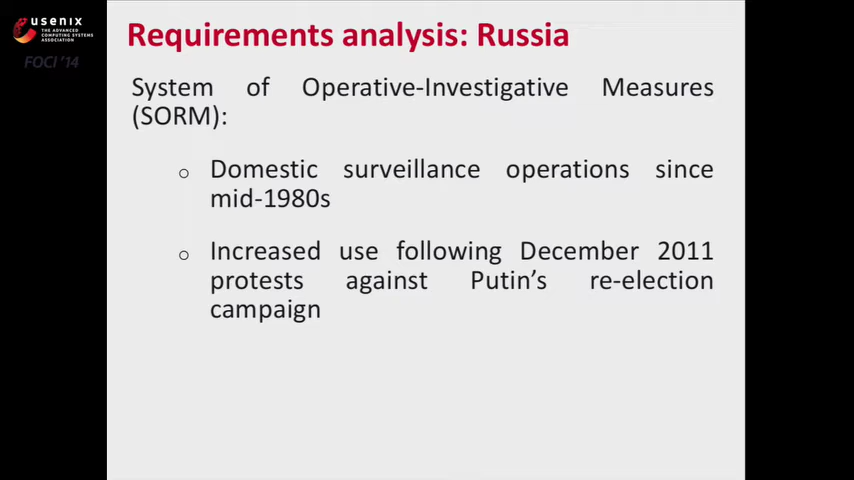 usenix
THE ADVANCED
COMPUTING SYSTEMS
ASSOCIATION
FOCI '14
Requirements analysis: Russia
System of Operative-Investigative Measures
(SORM):
o Domestic surveillance operations since
mid-1980s
o Increased use following December 2011
protests against Putin's re-election
campaign